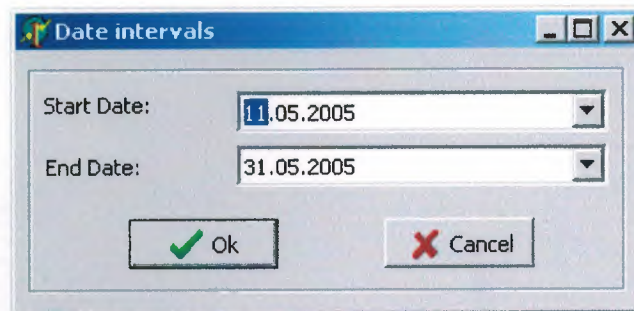 Date intervals
Start Date: 11.05.2005
End Date: 31.05.2005
Ok Cancel